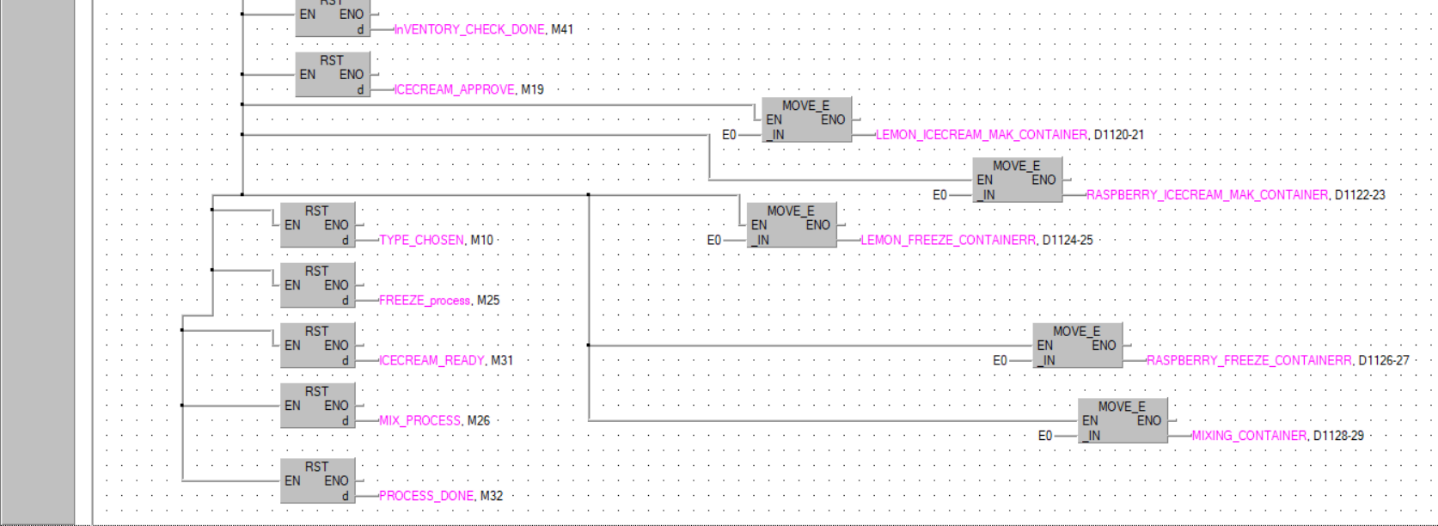 RST
EN ENO
d InVENTORY_CHECK_DONE, M41
RST
EN ENO
d ICECREAM_APPROVE, M19
MOVE_E
EN ENO
E0 _IN LEMON_ICECREAM_MAK_CONTAINER, D1120-21
MOVE_E
EN ENO
E0 _IN RASPBERRY_ICECREAM_MAK_CONTAINER, D1122-23
RST
EN ENO
d TYPE_CHOSEN, M10
MOVE_E
EN ENO
E0 _IN LEMON_FREEZE_CONTAINERR, D1124-25
RST
EN ENO
d FREEZE_process, M25
RST
EN ENO
d ICECREAM_READY, M31
MOVE_E
EN ENO
E0 _IN RASPBERRY_FREEZE_CONTAINERR, D1126-27
RST
EN ENO
d MIX_PROCESS, M26
MOVE_E
EN ENO
E0 _IN MIXING_CONTAINER, D1128-29
RST
EN ENO
d PROCESS_DONE, M32